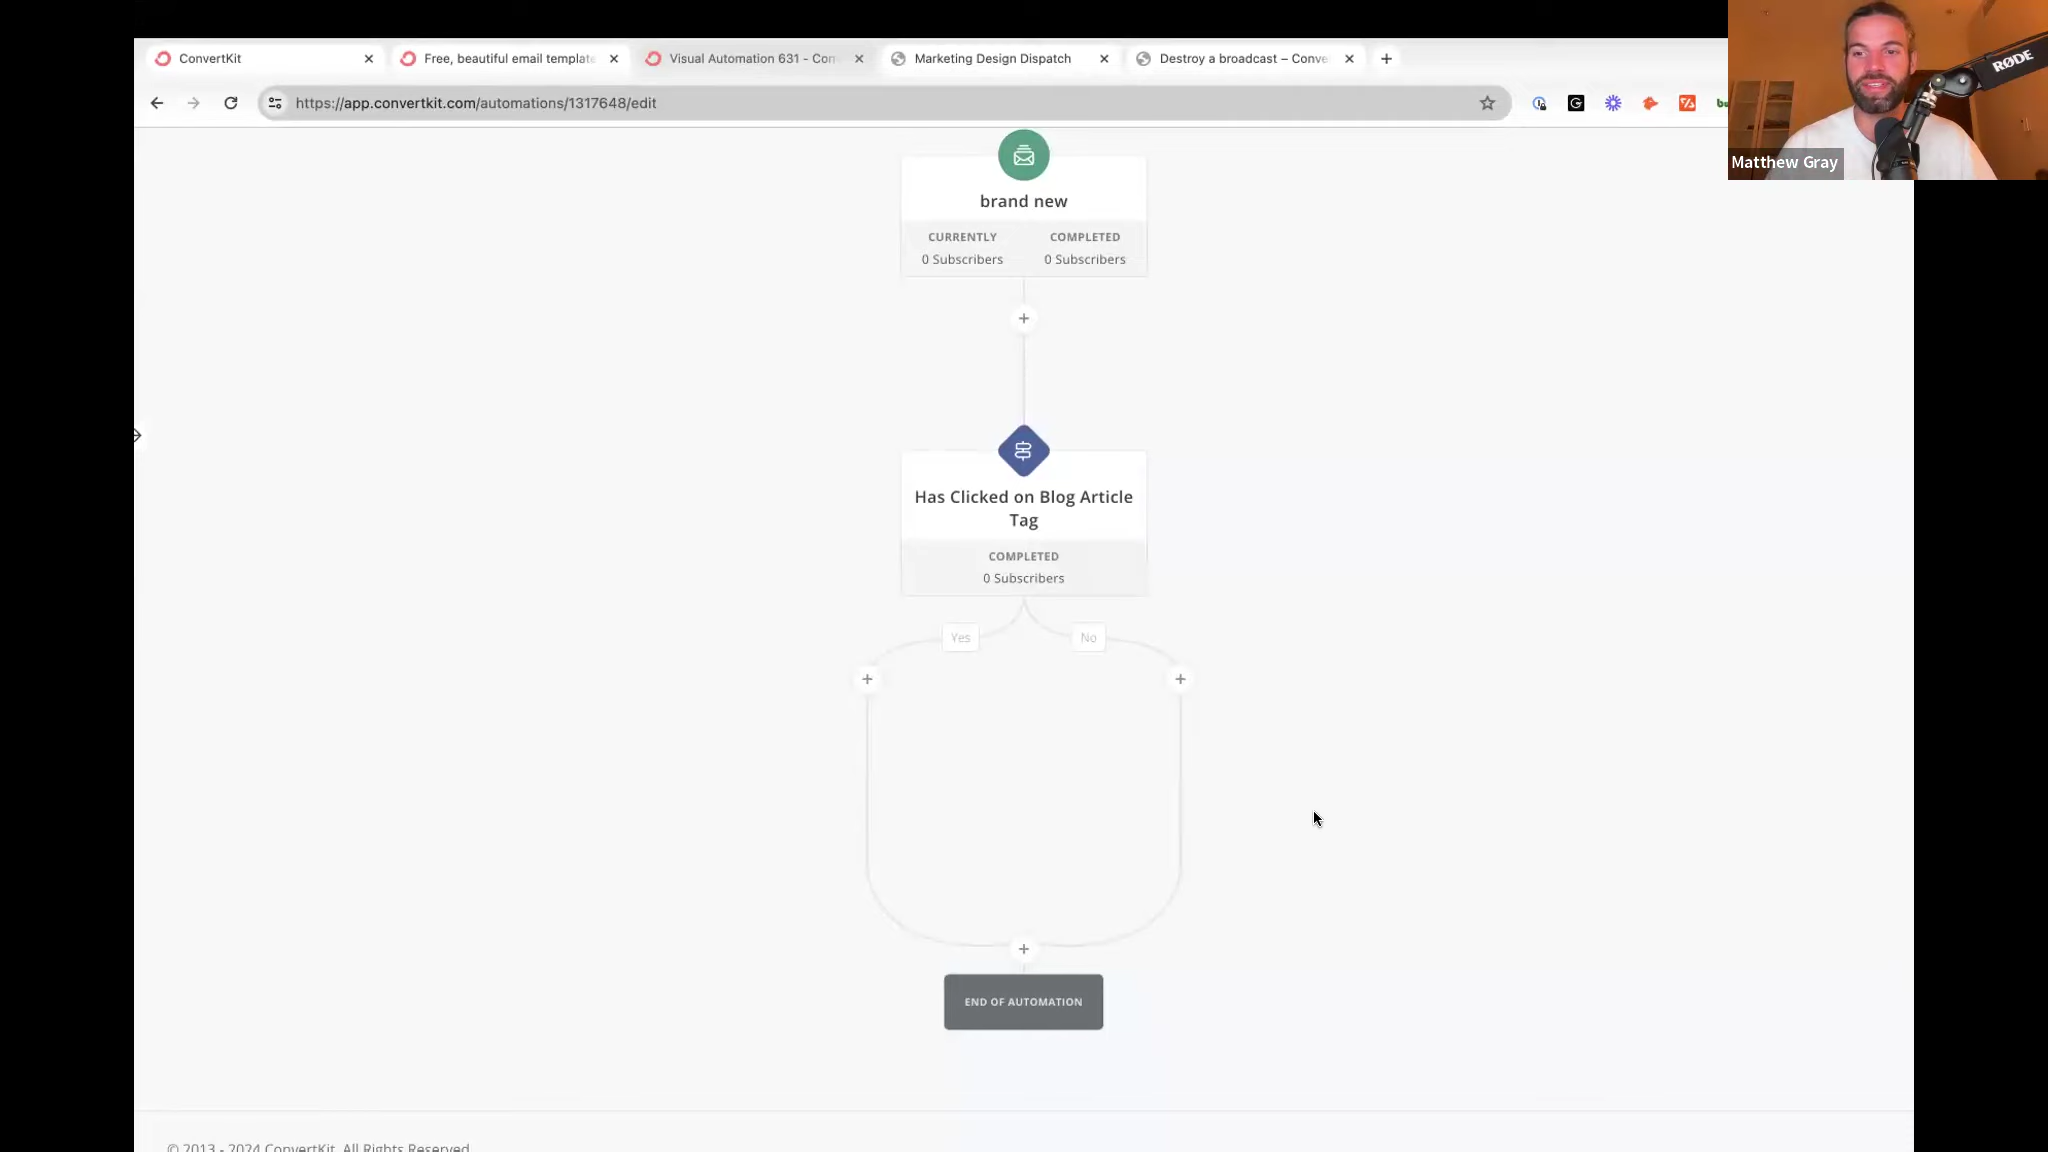 ConvertKit
Free, beautiful email template
Visual Automation 631 - Con
Marketing Design Dispatch
Destroy a broadcast – Conve
https://app.convertkit.com/automations/1317648/edit
RØDE
Matthew Gray
brand new
CURRENTLY COMPLETED
0 Subscribers 0 Subscribers
Has Clicked on Blog Article
Tag
COMPLETED
0 Subscribers
Yes No
END OF AUTOMATION
© 2013 - 2024 ConvertKit. All Rights Reserved